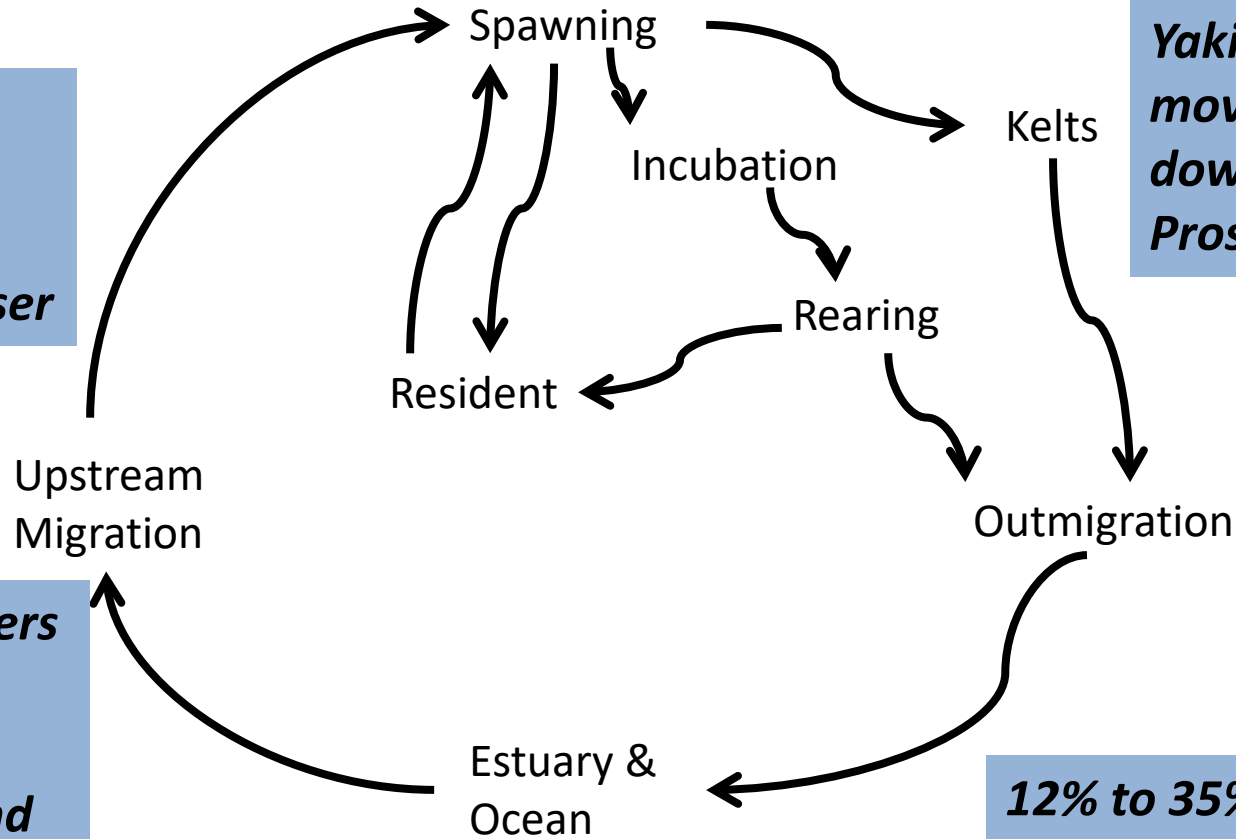 Spawning
Yaki
mov
dow
Pros
Kelts
Incubation
ser
Rearing
Resident
Upstream
Migration
Outmigration
ers
nd
Estuary &
Ocean
12% to 35%